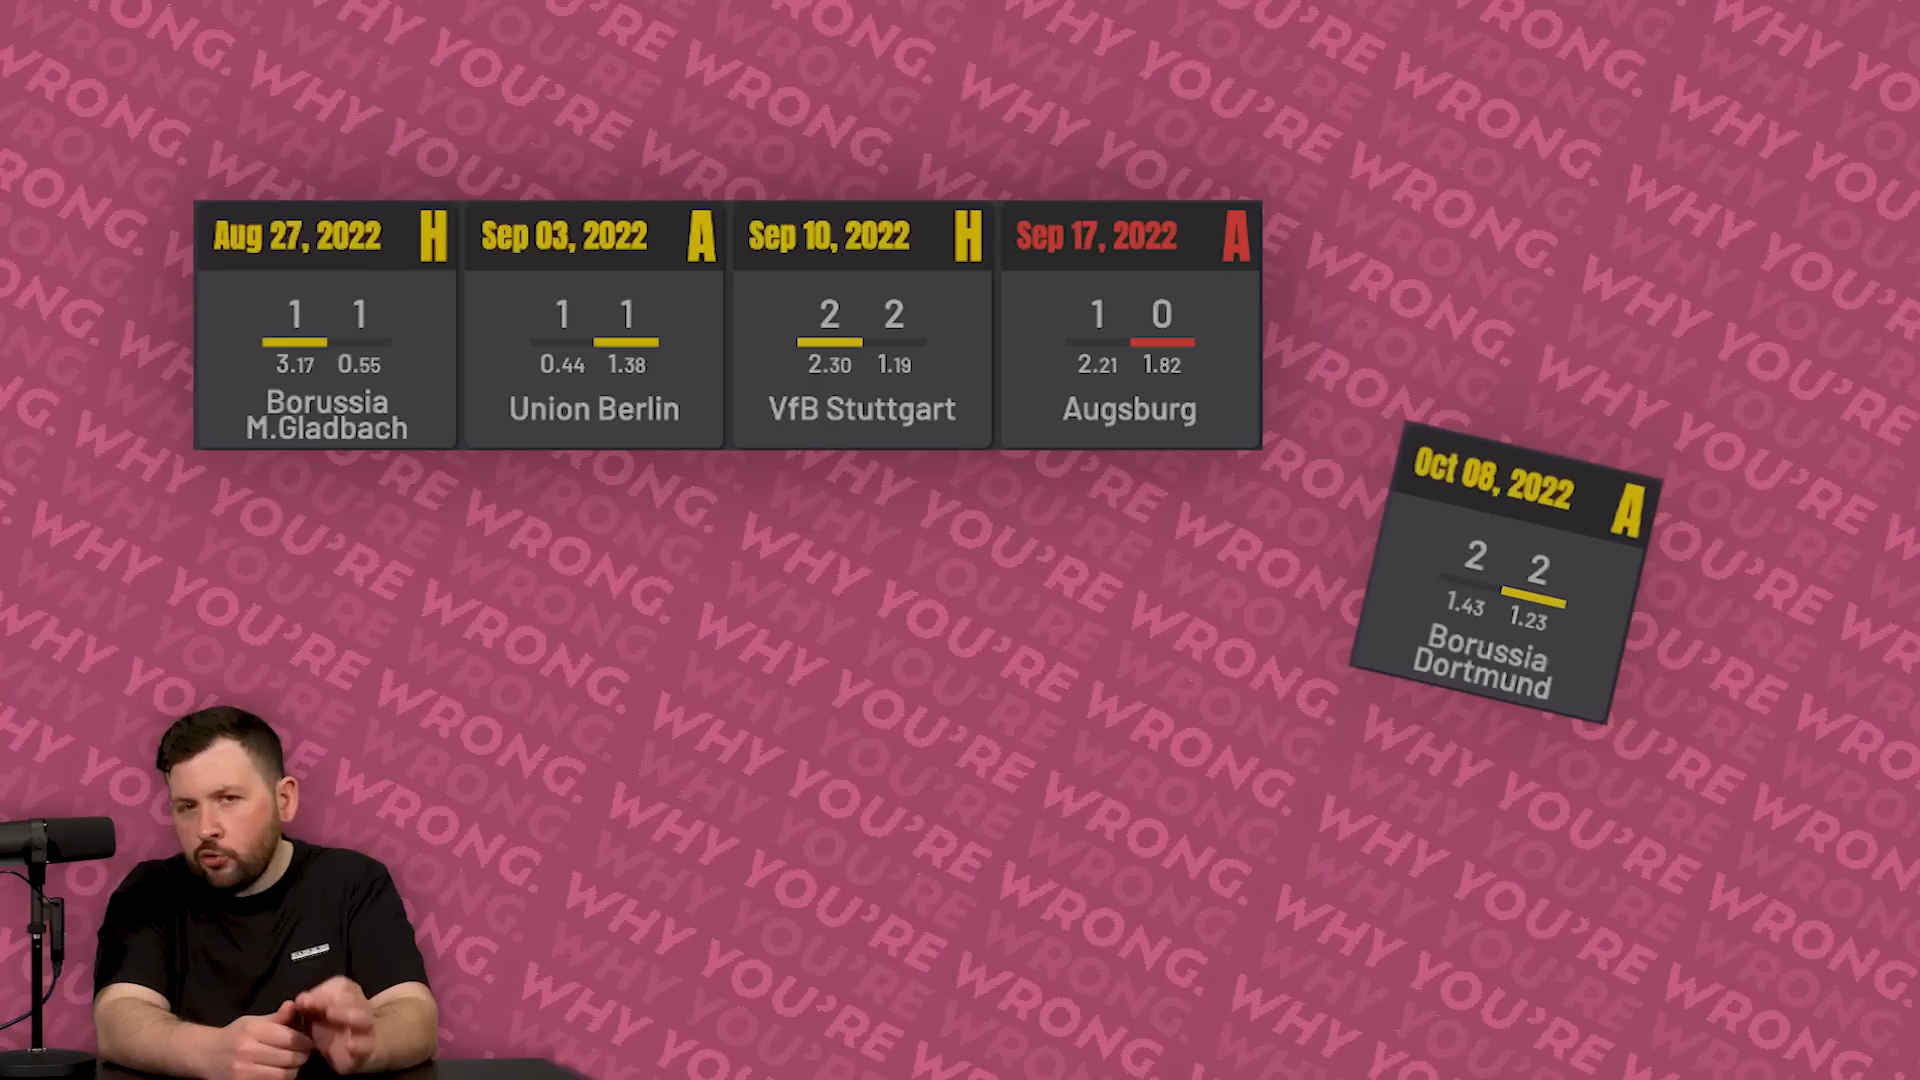 Aug 27, 2022 H
1 1
3.17 0.55
Borussia
M.Gladbach
Sep 03, 2022 A
1 1
0.44 1.38
Union Berlin
Sep 10, 2022 H
2 2
2.30 1.19
VfB Stuttgart
Sep 17, 2022 A
1 0
2.21 1.82
Augsburg
Oct 08, 2022 A
2 2
1.43 1.23
Borussia
Dortmund
WHY YOU'RE WRONG.